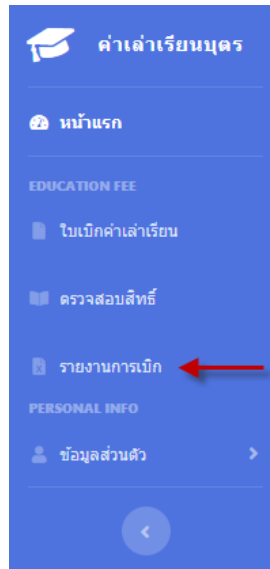 ค่าเล่าเรียนบุตร
หน้าแรก
EDUCATION FEE
ใบเบิกค่าเล่าเรียน
ตรวจสอบสิทธิ์
รายงานการเบิก
PERSONAL INFO
ข้อมูลส่วนตัว